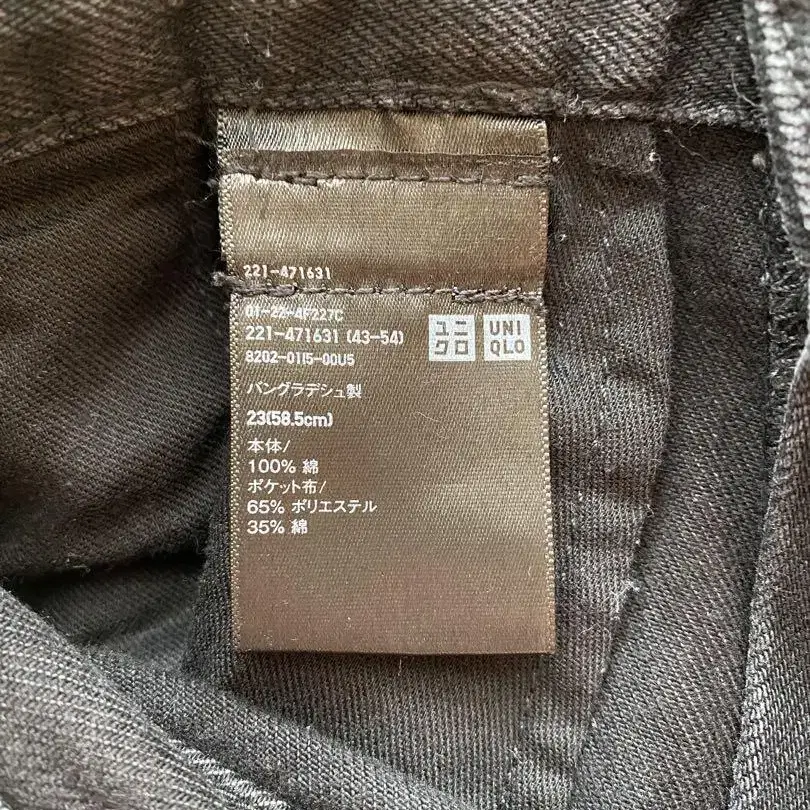 221-471631
01-22-4F227C
221-471631 (43-54)
8202-0115-00U5
ユニクロ
UNIQLO
バングラデシュ製
23(58.5cm)
本体/
100% 綿
ポケット布/
65% ポリエステル
35% 綿